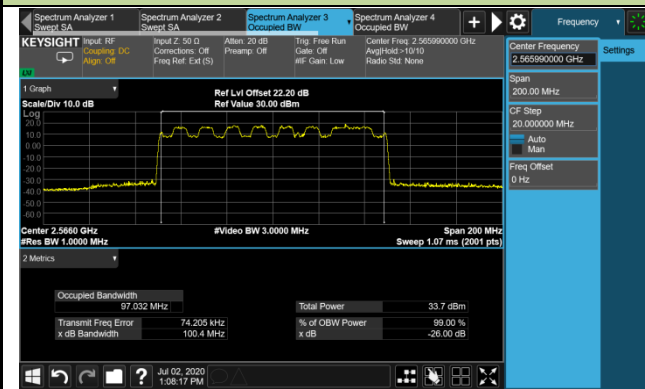 Spectrum Analyzer 1
Swept SA
Spectrum Analyzer 2
Swept SA
Spectrum Analyzer 3
Occupied BW
Spectrum Analyzer 4
Occupied BW
Frequency
KEYSIGHT
Input: RF
Coupling: DC
Align: Off
Input Z: 50 Ω
Corrections: Off
Freq Ref: Ext (S)
Atten: 20 dB
Preamp: Off
Trig: Free Run
Gate: Off
#IF Gain: Low
Center Freq: 2.565990000 GHz
Avg|Hold:>10/10
Radio Std: None
Center Frequency
2.565990000 GHz
Settings
Span
200.00 MHz
CF Step
20.000000 MHz
Auto
Man
Freq Offset
0 Hz
1 Graph
Scale/Div 10.0 dB
Ref Lvl Offset 22.20 dB
Ref Value 30.00 dBm
Log
20.0
10.0
0.00
-10.0
-20.0
-30.0
-40.0
-50.0
-60.0
Center 2.5660 GHz
#Res BW 1.0000 MHz
#Video BW 3.0000 MHz
Span 200 MHz
Sweep 1.07 ms (2001 pts)
2 Metrics
Occupied Bandwidth
97.032 MHz
Total Power 33.7 dBm
Transmit Freq Error 74.205 kHz
% of OBW Power 99.00 %
x dB Bandwidth 100.4 MHz
x dB -26.00 dB
Jul 02, 2020
1:08:17 PM